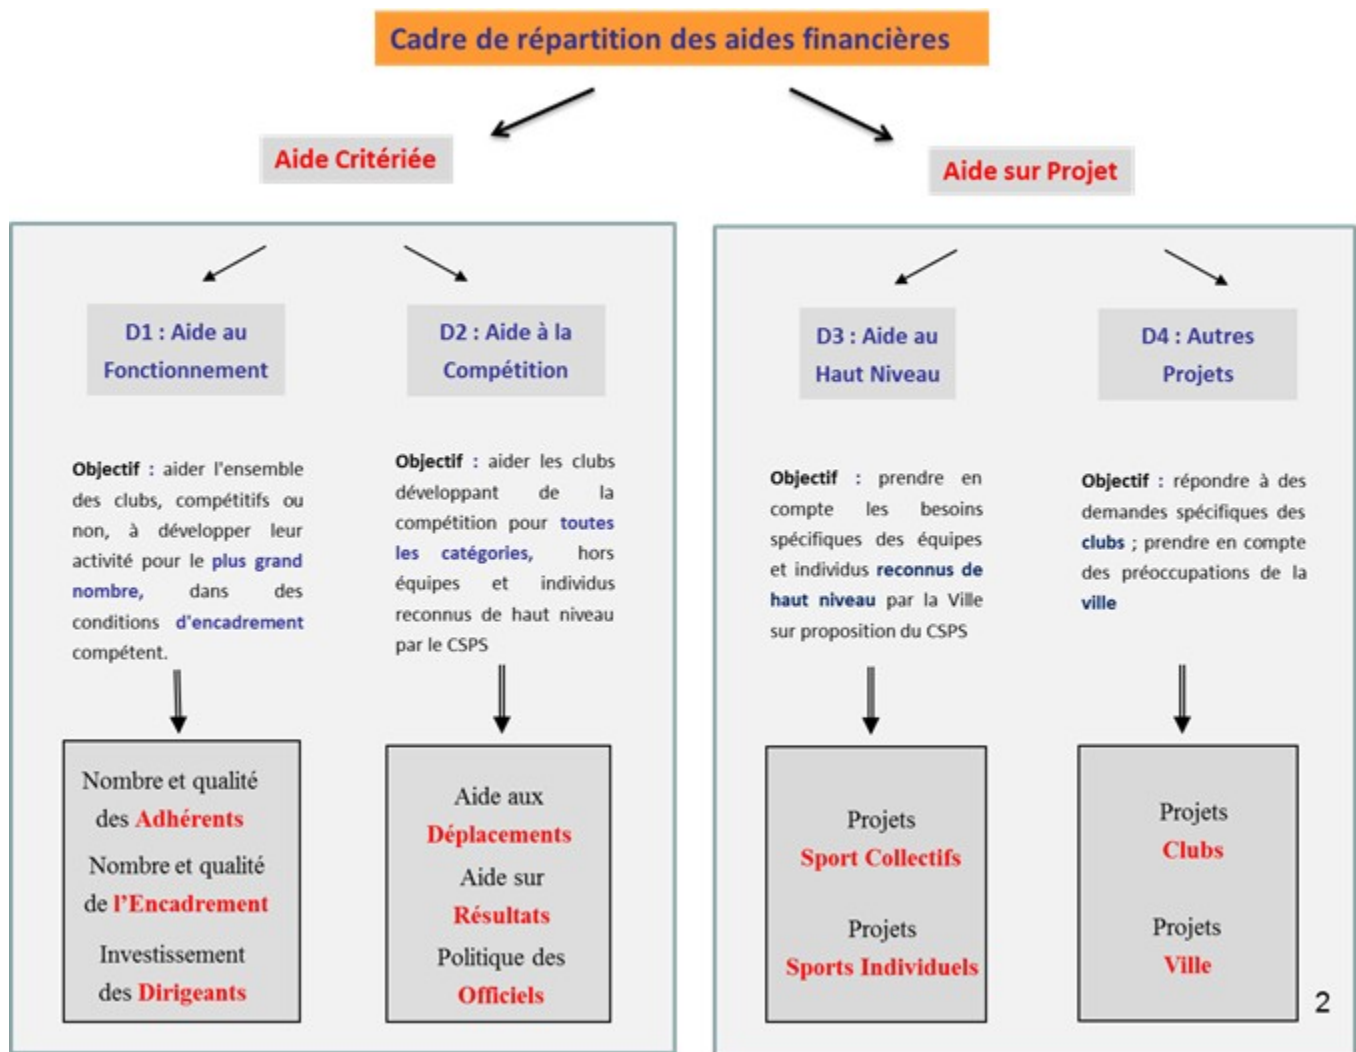 Cadre de répartition des aides financières
Aide Critériée
Aide sur Projet
D1 : Aide au
Fonctionnement
Objectif : aider l'ensemble
des clubs, compétitifs ou
non, à développer leur
activité pour le plus grand
nombre, dans des
conditions d'encadrement
compétent.
Nombre et qualité
des Adhérents
Nombre et qualité
de l'Encadrement
Investissement
des Dirigeants
D2 : Aide à la
Compétition
Objectif : aider les clubs
développant de la
compétition pour toutes
les catégories, hors
équipes et individus
reconnus de haut niveau
par le CSPS
Aide aux
Déplacements
Aide sur
Résultats
Politique des
Officiels
D3 : Aide au
Haut Niveau
Objectif : prendre en
compte les besoins
spécifiques des équipes
et individus reconnus de
haut niveau par la Ville
sur proposition du CSPS
Projets
Sport Collectifs
Projets
Sports Individuels
D4 : Autres
Projets
Objectif : répondre à des
demandes spécifiques des
clubs ; prendre en compte
des préoccupations de la
ville
Projets
Clubs
Projets
Ville
2